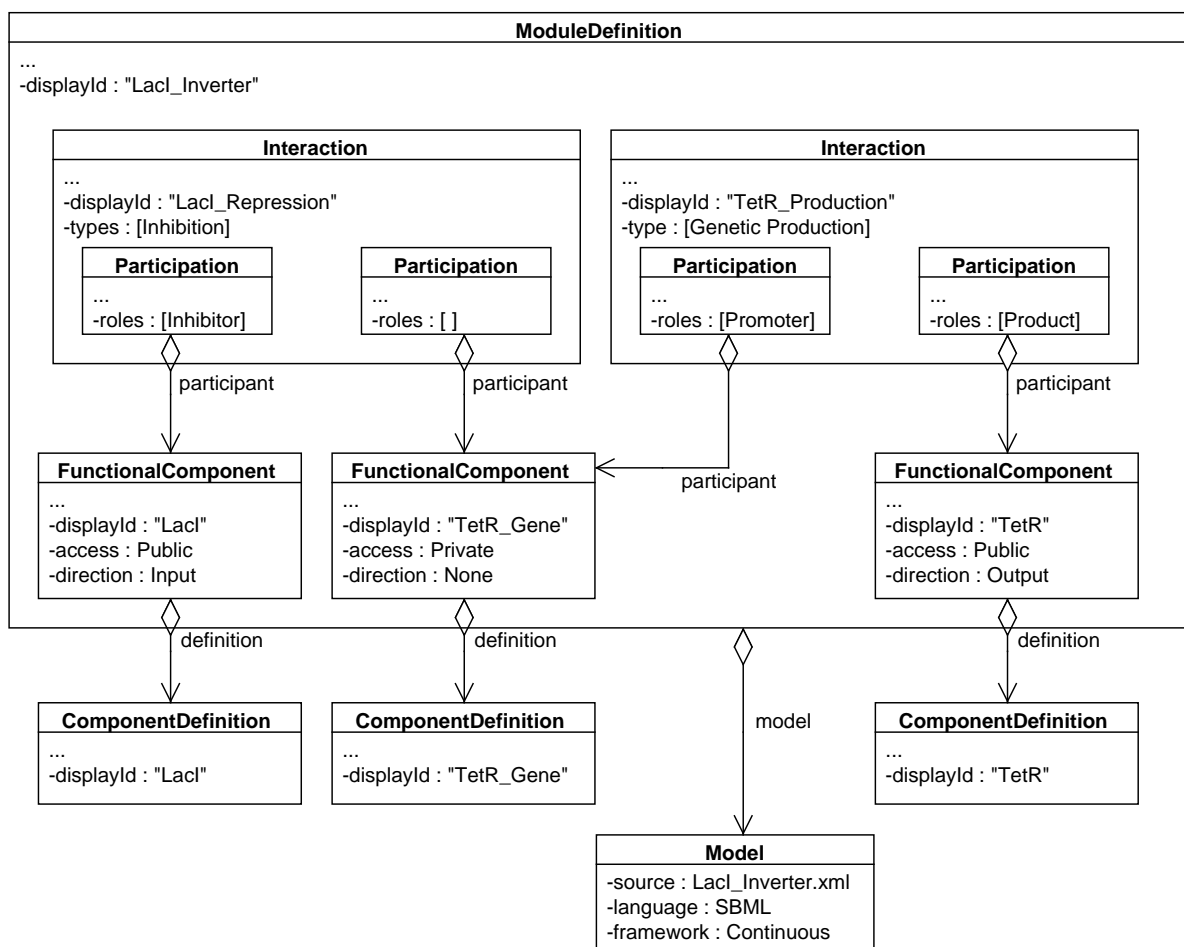 ModuleDefinition
...
-displayId : "LacI_Inverter"
Interaction
...
-displayId : "LacI_Repression"
-types : [Inhibition]
Participation
...
-roles : [Inhibitor]
Participation
...
-roles : [ ]
Interaction
...
-displayId : "TetR_Production"
-type : [Genetic Production]
Participation
...
-roles : [Promoter]
Participation
...
-roles : [Product]
participant
participant
participant
participant
FunctionalComponent
...
-displayId : "LacI"
-access : Public
-direction : Input
FunctionalComponent
...
-displayId : "TetR_Gene"
-access : Private
-direction : None
FunctionalComponent
...
-displayId : "TetR"
-access : Public
-direction : Output
definition
definition
definition
ComponentDefinition
...
-displayId : "LacI"
ComponentDefinition
...
-displayId : "TetR_Gene"
model
ComponentDefinition
...
-displayId : "TetR"
Model
-source : LacI_Inverter.xml
-language : SBML
-framework : Continuous